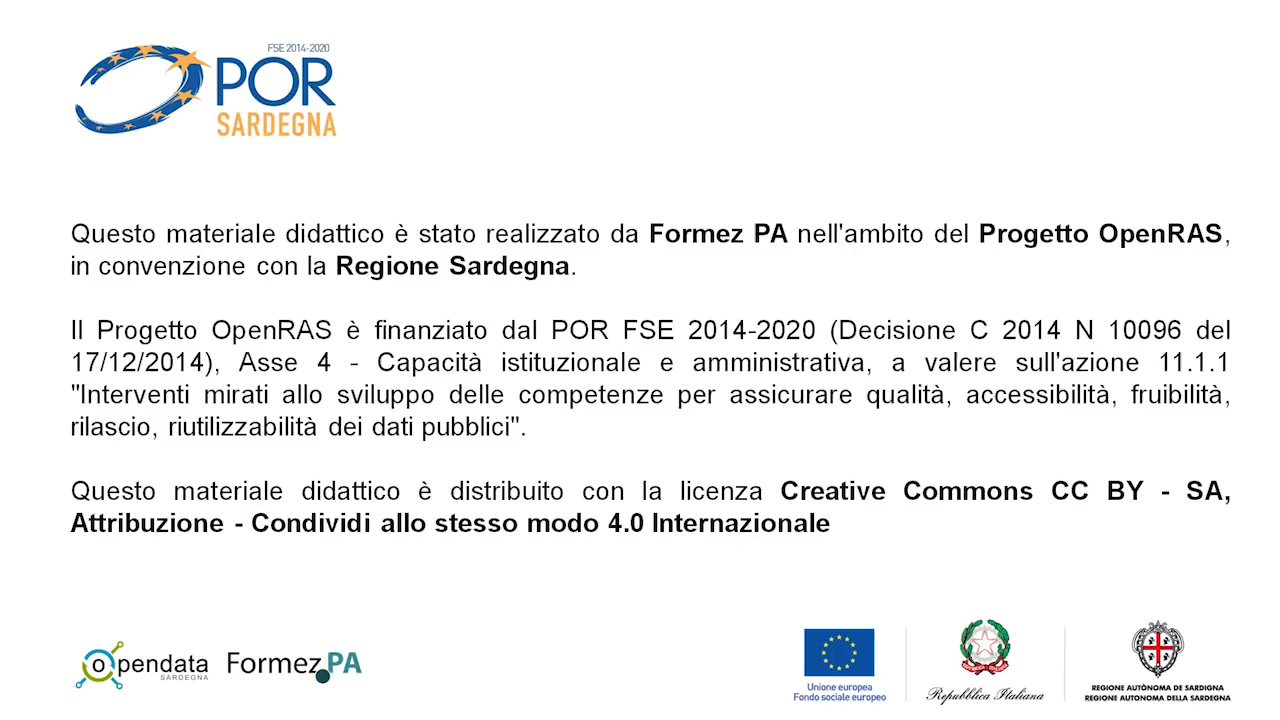 FSE 2014-2020
POR
SARDEGNA
Questo materiale didattico è stato realizzato da Formez PA nell'ambito del Progetto OpenRAS,
in convenzione con la Regione Sardegna.
Il Progetto OpenRAS è finanziato dal POR FSE 2014-2020 (Decisione C 2014 N 10096 del
17/12/2014), Asse 4 - Capacità istituzionale e amministrativa, a valere sull'azione 11.1.1
"Interventi mirati allo sviluppo delle competenze per assicurare qualità, accessibilità, fruibilità,
rilascio, riutilizzabilità dei dati pubblici".
Questo materiale didattico è distribuito con la licenza Creative Commons CC BY - SA,
Attribuzione - Condividi allo stesso modo 4.0 Internazionale
opendata
SARDEGNA
Formez PA
Unione europea
Fondo sociale europeo
Repubblica Italiana
REGIONE AUTÒNOMA DE SARDIGNA
REGIONE AUTONOMA DELLA SARDEGNA